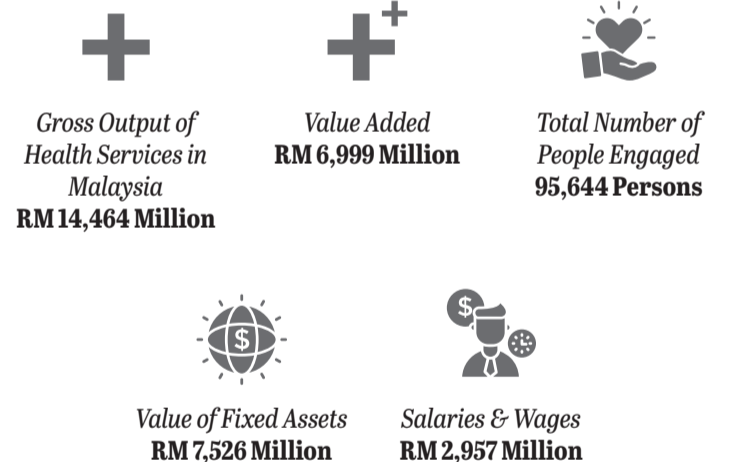 Gross Output of
Health Services in
Malaysia
RM 14,464 Million
Value Added
RM 6,999 Million
Total Number of
People Engaged
95,644 Persons
$
Value of Fixed Assets
RM 7,526 Million
$
Salaries & Wages
RM 2,957 Million